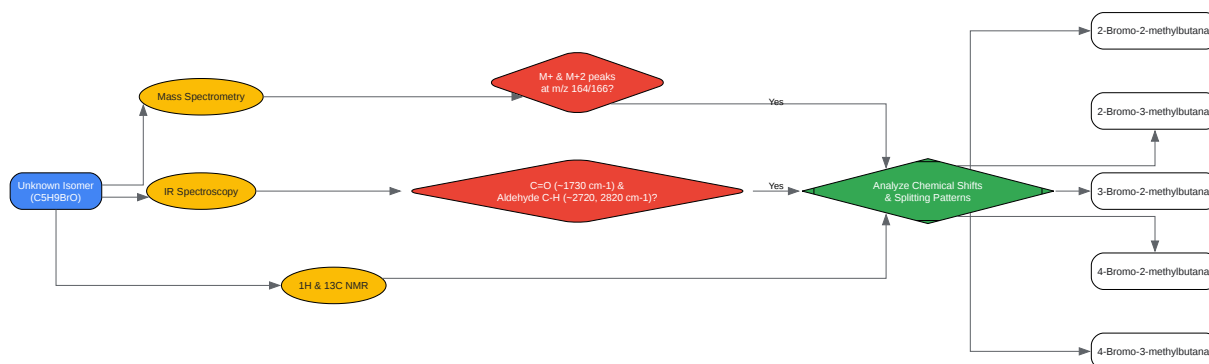 2-Bromo-2-methylbutana
M+ & M+2 peaks
at m/z 164/166?
Mass Spectrometry
Yes
2-Bromo-3-methylbutana
Unknown Isomer
(C5H9BrO)
IR Spectroscopy
C=O (~1730 cm-1) &
Aldehyde C-H (~2720, 2820 cm-1)?
Yes
Analyze Chemical Shifts
& Splitting Patterns
3-Bromo-2-methylbutana
4-Bromo-2-methylbutana
1H & 13C NMR
4-Bromo-3-methylbutana